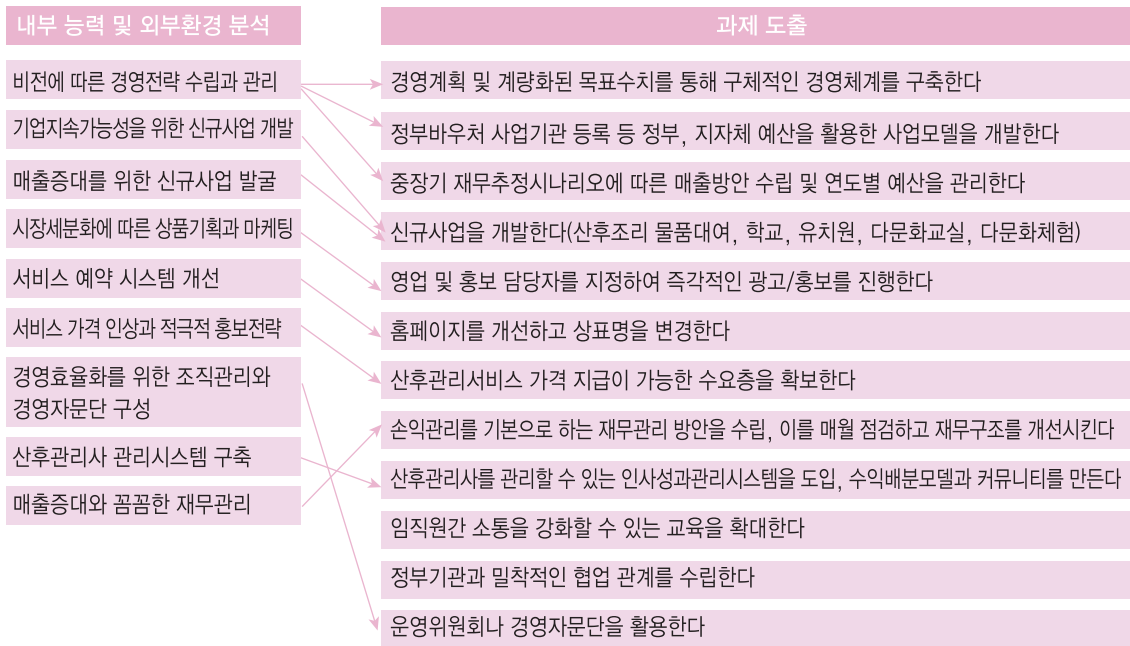 내부 능력 및 외부환경 분석
비전에 따른 경영전략 수립과 관리
기업지속가능성을 위한 신규사업 개발
매출증대를 위한 신규사업 발굴
시장세분화에 따른 상품기획과 마케팅
서비스 예약 시스템 개선
서비스 가격 인상과 적극적 홍보전략
경영효율화를 위한 조직관리와
경영자문단 구성
산후관리사 관리시스템 구축
매출증대와 꼼꼼한 재무관리
과제 도출
경영계획 및 계량화된 목표수치를 통해 구체적인 경영체계를 구축한다
정부바우처 사업기관 등록 등 정부, 지자체 예산을 활용한 사업모델을 개발한다
중장기 재무추정시나리오에 따른 매출방안 수립 및 연도별 예산을 관리한다
신규사업을 개발한다(산후조리 물품대여, 학교, 유치원, 다문화교실, 다문화체험)
영업 및 홍보 담당자를 지정하여 즉각적인 광고/홍보를 진행한다
홈페이지를 개선하고 상표명을 변경한다
산후관리서비스 가격 지급이 가능한 수요층을 확보한다
손익관리를 기본으로 하는 재무관리 방안을 수립, 이를 매월 점검하고 재무구조를 개선시킨다
산후관리사를 관리할 수 있는 인사성과관리시스템을 도입, 수익배분모델과 커뮤니티를 만든다
임직원간 소통을 강화할 수 있는 교육을 확대한다
정부기관과 밀착적인 협업 관계를 수립한다
운영위원회나 경영자문단을 활용한다